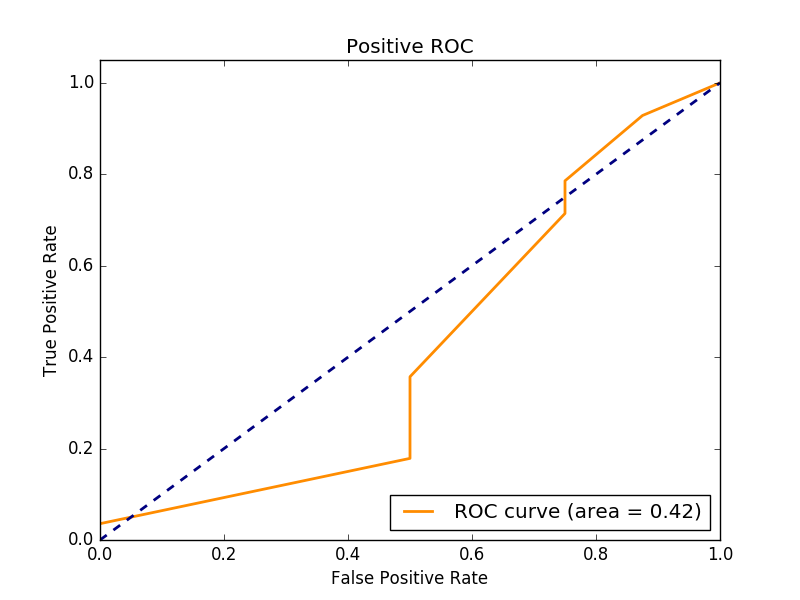 Positive ROC
True Positive Rate
1.0
0.8
0.6
0.4
0.2
0.0
ROC curve (area = 0.42)
0.0 0.2 0.4 0.6 0.8 1.0
False Positive Rate